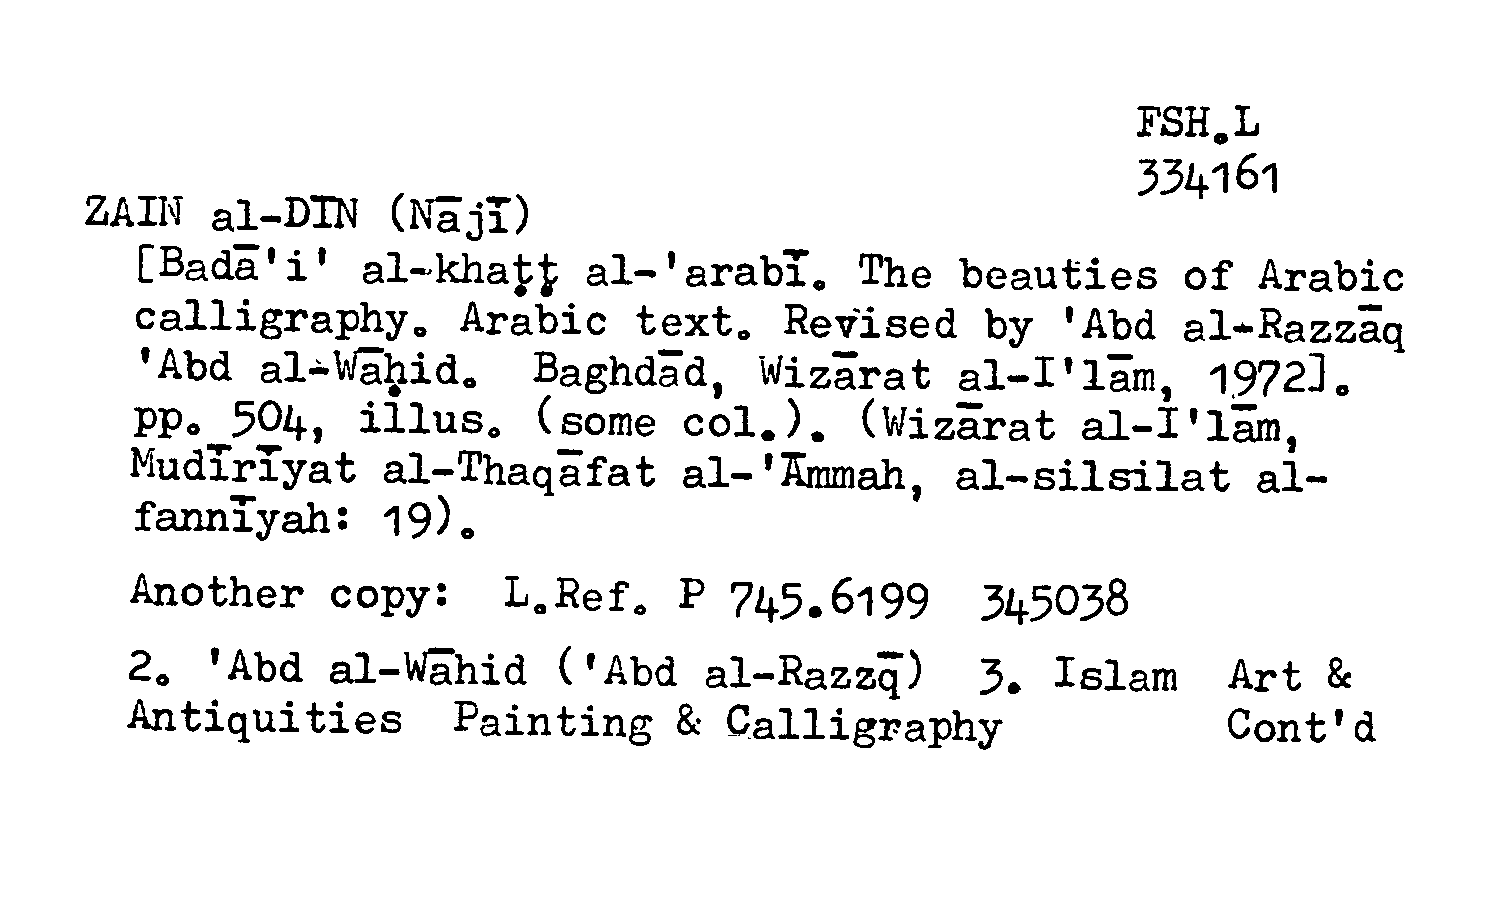 FSH.L
334161
ZAIN al-DĪN (Nājī)
[Badā'i' al-khaṭṭ al-'arabī. The beauties of Arabic
calligraphy. Arabic text. Revised by 'Abd al-Razzāq
'Abd al-Wāḥid. Baghdād, Wizārat al-I'lām, 1972].
pp. 504, illus. (some col.). (Wizārat al-I'lām,
Mudīrīyat al-Thaqāfat al-'Āmmah, al-silsilat al-
fannīyah: 19).
Another copy: L.Ref. P 745.6199 345038
2. 'Abd al-Wāhid ('Abd al-Razzq̄) 3. Islam Art &
Antiquities Painting & Calligraphy Cont'd